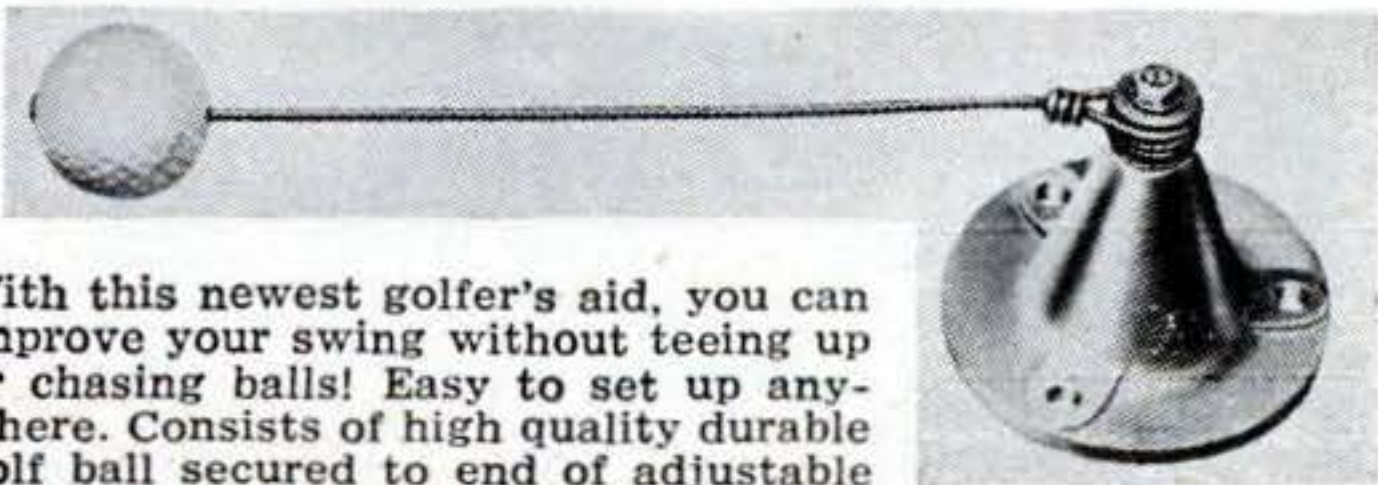 ith this newest golfer's aid, you can
mprove your swing without teeing up
r chasing balls! Easy to set up any-
here. Consists of high quality durable
olf ball secured to end of adjustable